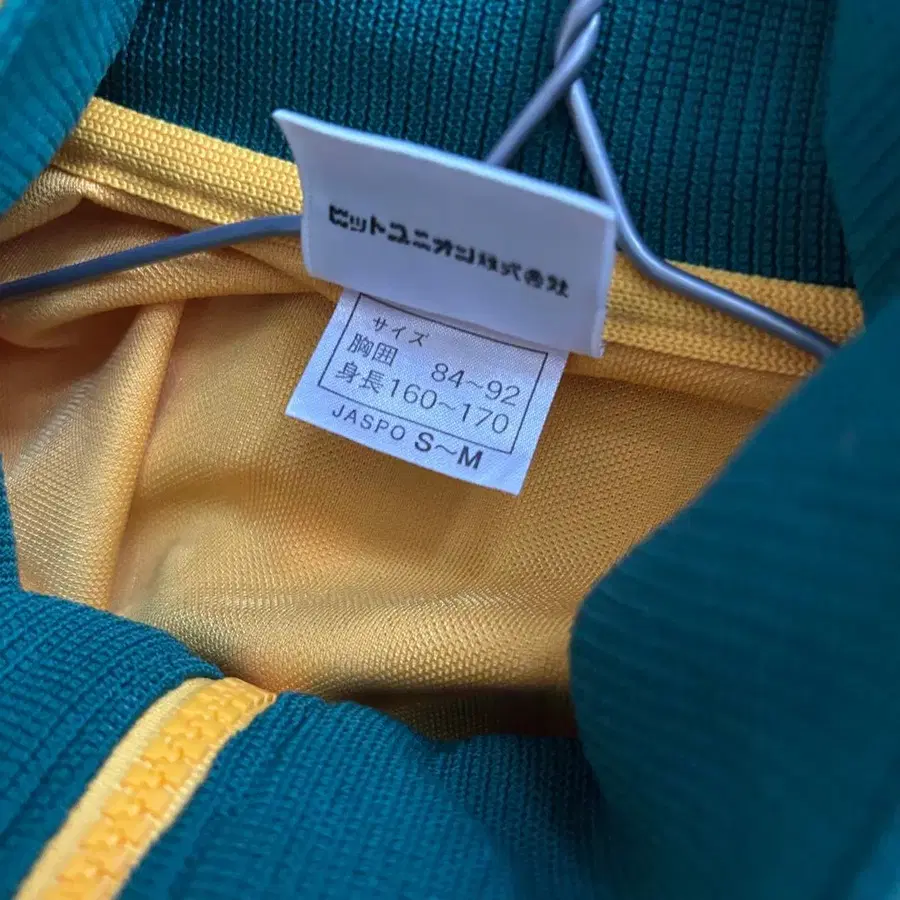 ヒットユニオン株式会社
サイズ
胸囲 84～92
身長160～170
JASPO S～M